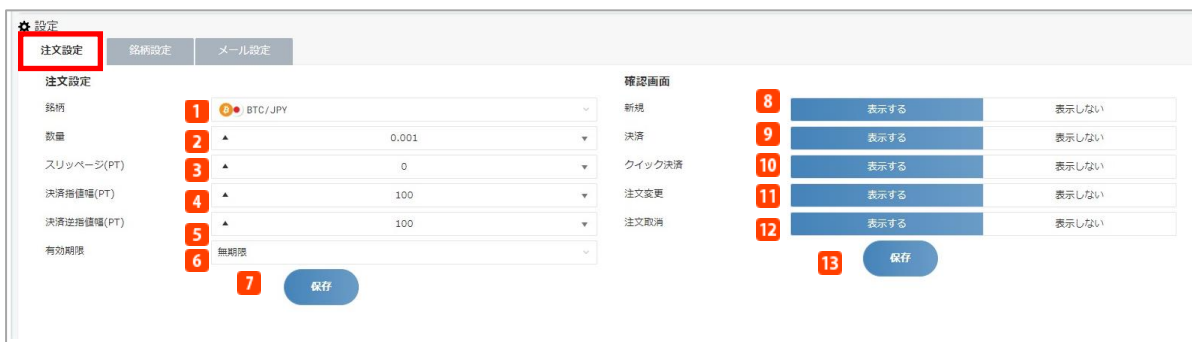 設定
注文設定 銘柄設定 メール設定
注文設定
銘柄 1 BTC/JPY
数量 2 ▲ 0.001 ▼
スリッページ(PT) 3 ▲ 0 ▼
決済指値幅(PT) 4 ▲ 100 ▼
決済逆指値幅(PT) 5 ▲ 100 ▼
有効期限 6 無期限
7 保存
確認画面
新規 8 表示する 表示しない
決済 9 表示する 表示しない
クイック決済 10 表示する 表示しない
注文変更 11 表示する 表示しない
注文取消 12 表示する 表示しない
13 保存